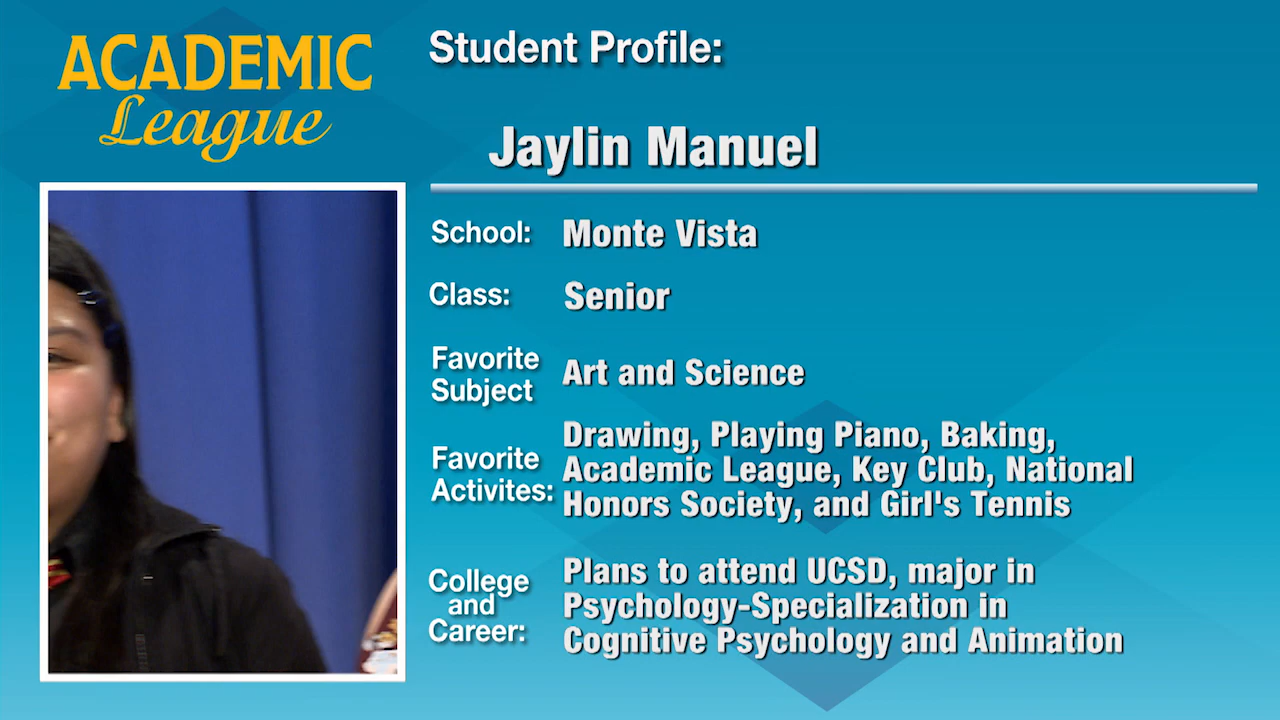 ACADEMIC
League
Student Profile:
Jaylin Manuel
School: Monte Vista
Class: Senior
Favorite
Subject
Art and Science
Favorite
Activites:
Drawing, Playing Piano, Baking,
Academic League, Key Club, National
Honors Society, and Girl's Tennis
College
and
Career:
Plans to attend UCSD, major in
Psychology-Specialization in
Cognitive Psychology and Animation